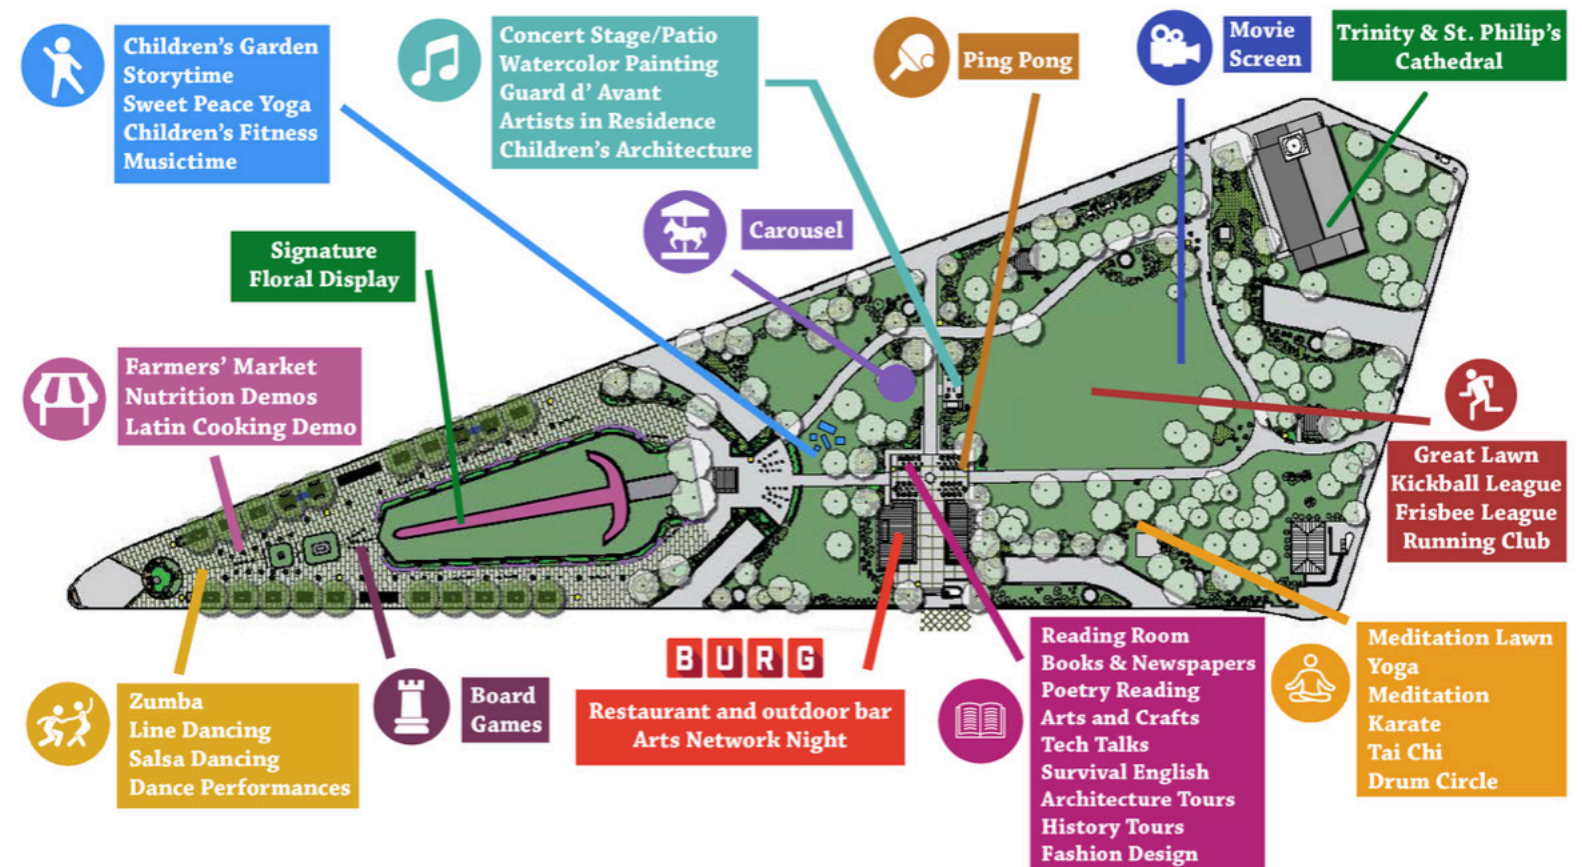 Children's Garden
Storytime
Sweet Peace Yoga
Children's Fitness
Musictime
Concert Stage/Patio
Watercolor Painting
Guard d' Avant
Artists in Residence
Children's Architecture
Ping Pong
Movie
Screen
Trinity & St. Philip's
Cathedral
Carousel
Signature
Floral Display
Farmers' Market
Nutrition Demos
Latin Cooking Demo
Great Lawn
Kickball League
Frisbee League
Running Club
Zumba
Line Dancing
Salsa Dancing
Dance Performances
Board
Games
BURG
Restaurant and outdoor bar
Arts Network Night
Reading Room
Books & Newspapers
Poetry Reading
Arts and Crafts
Tech Talks
Survival English
Architecture Tours
History Tours
Fashion Design
Meditation Lawn
Yoga
Meditation
Karate
Tai Chi
Drum Circle